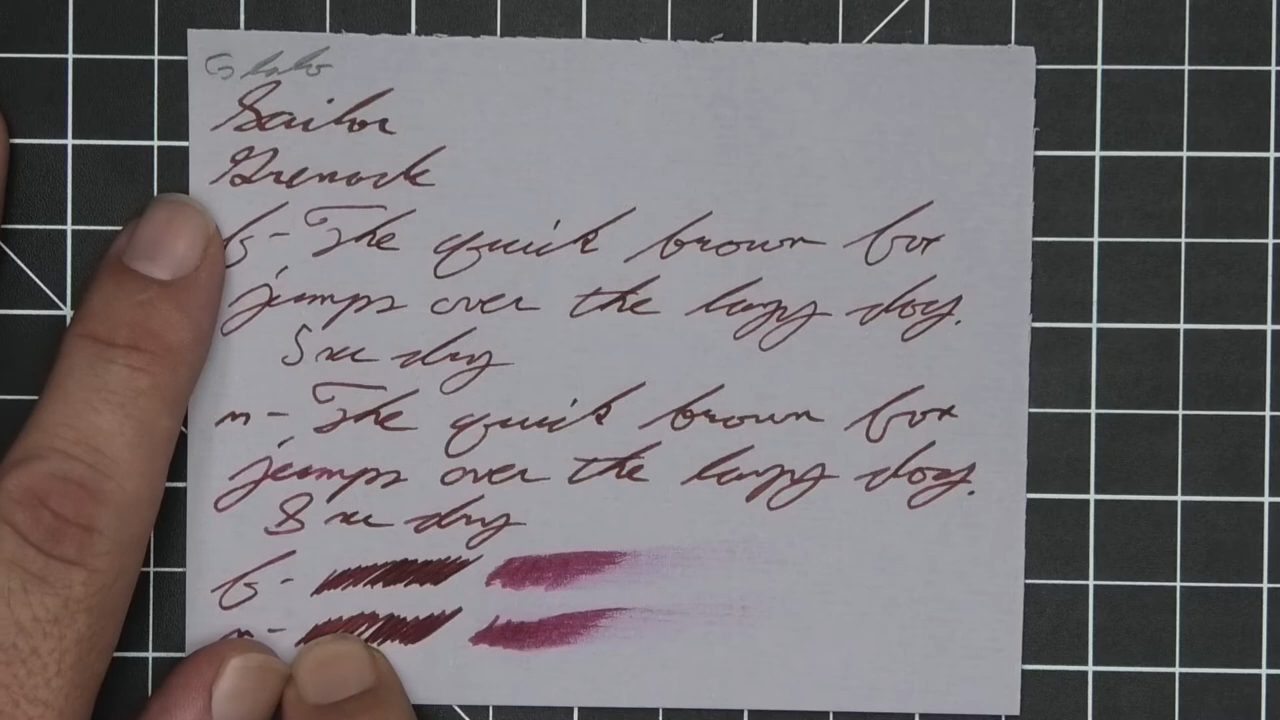 G Lalo
Sailor
Grenade
f- The quick brown fox
jumps over the lazy dog.
5 sec dry
m- The quick brown fox
jumps over the lazy dog.
8 sec dry
f-
m-